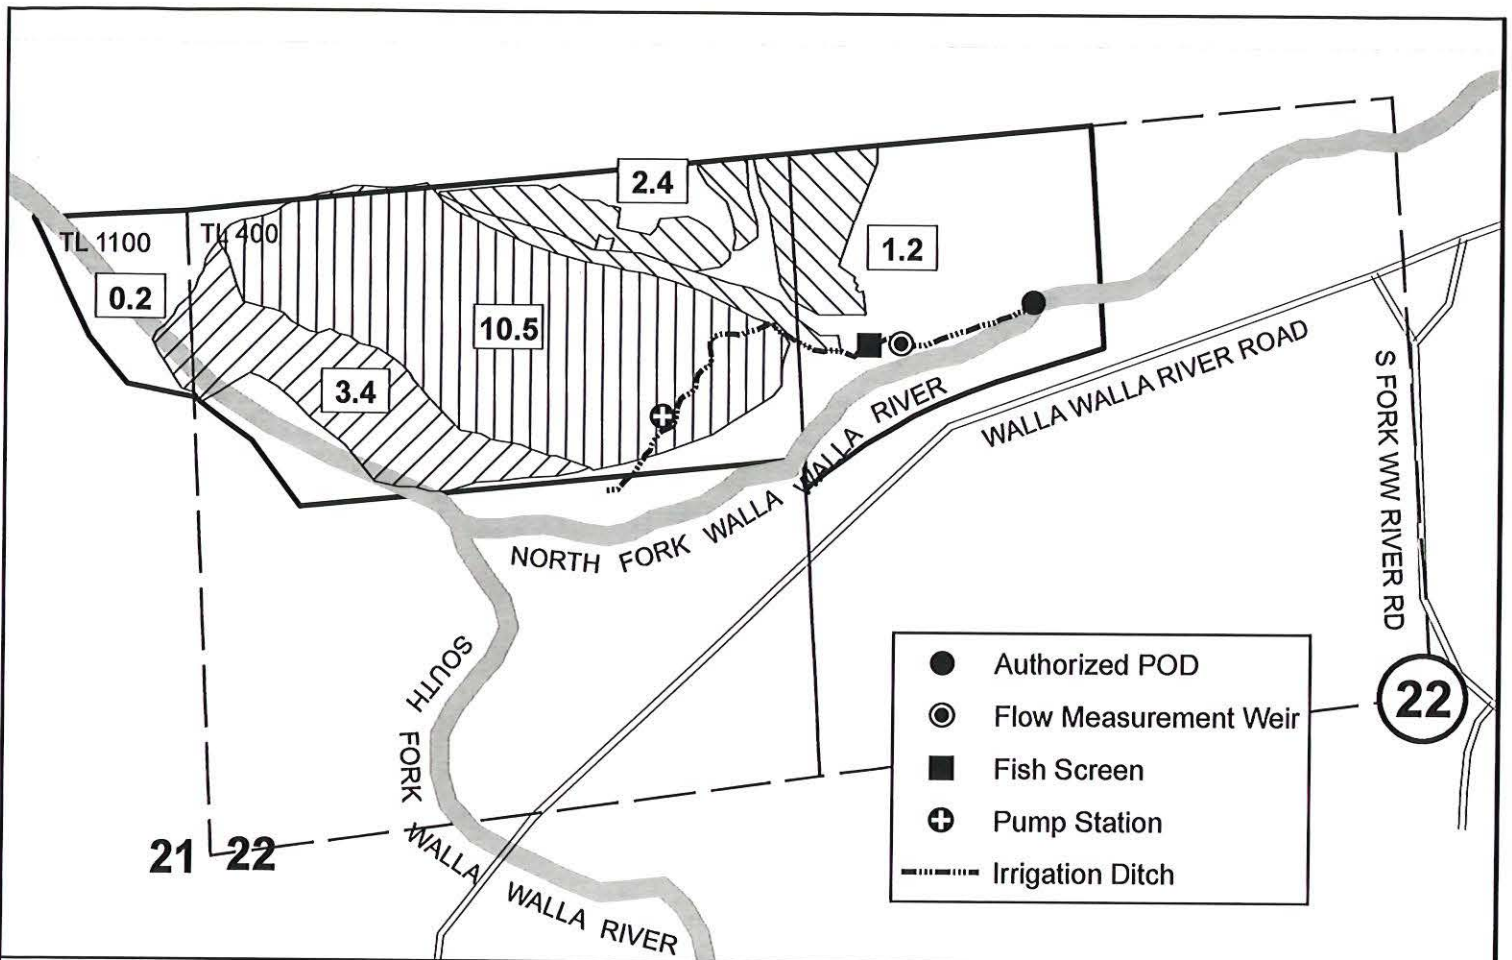 2.4
TL 1100
TL 400
1.2
0.2
10.5
3.4
WALLA WALLA RIVER ROAD
S FORK WW RIVER RD
NORTH FORK WALLA WALLA RIVER
SOUTH FORK WALLA WALLA RIVER
Authorized POD
Flow Measurement Weir
Fish Screen
Pump Station
Irrigation Ditch
22
21 22